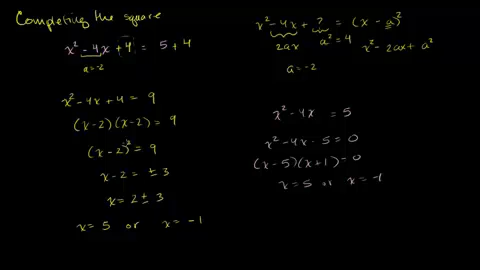 Completing the square
x² - 4x + 4 = 5 + 4
a = -2
x² - 4x + 4 = 9
(x - 2)(x - 2) = 9
(x - 2)² = 9
x - 2 = ± 3
x = 2 ± 3
x = 5 or x = -1
x² - 4x + ? = (x - a)²
2ax a² = 4 x² - 2ax + a²
a = -2
x² - 4x = 5
x² - 4x - 5 = 0
(x - 5)(x + 1) = 0
x = 5 or x = -1